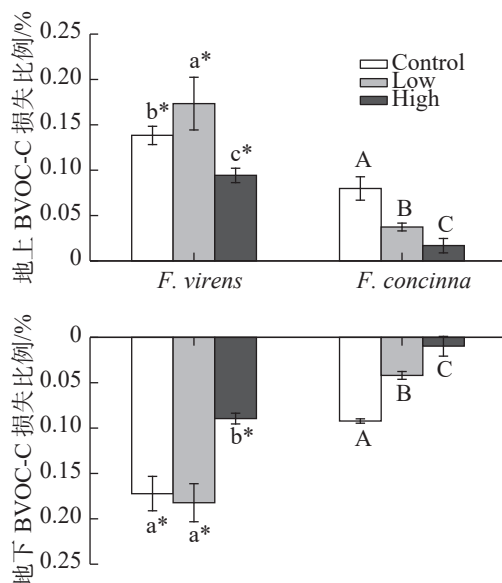 地上 BVOC-C 损失比例/%
0.25
0.20
0.15
0.10
0.05
0
Control
Low
High
b*
a*
c*
A
B
C
F. virens
F. concinna
地下 BVOC-C 损失比例/%
0
0.05
0.10
0.15
0.20
0.25
a*
a*
b*
A
B
C